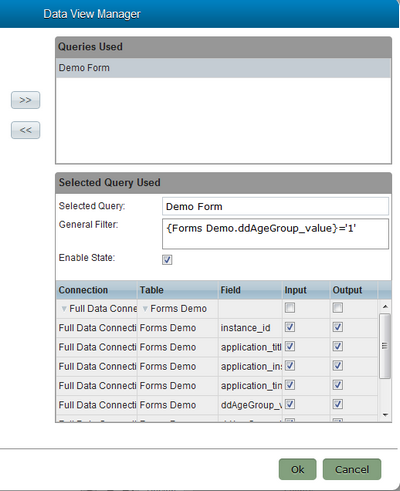 Data View Manager
Queries Used
Demo Form
>>
<<
Selected Query Used
Selected Query: Demo Form
General Filter: {Forms Demo.ddAgeGroup_value}='1'
Enable State:
Connection Table Field Input Output
Full Data Conne Forms Demo
Full Data Connecti Forms Demo instance_id
Full Data Connecti Forms Demo application_titl
Full Data Connecti Forms Demo application_ins
Full Data Connecti Forms Demo application_tin
Full Data Connecti Forms Demo ddAgeGroup_v
Ok Cancel